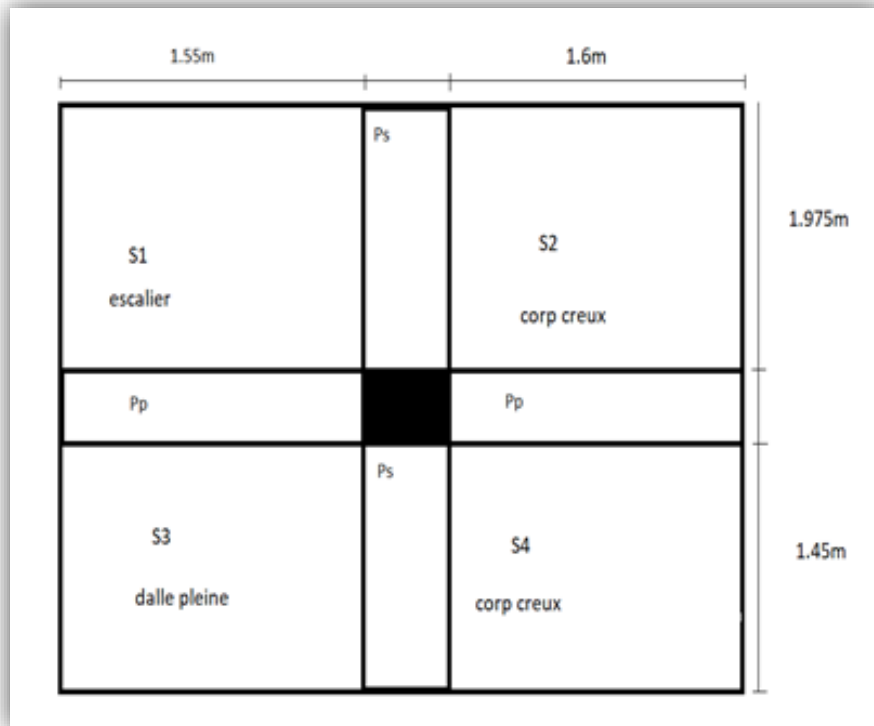 1.55m
1.6m
Ps
1.975m
S1
escalier
S2
corp creux
Pp
Pp
Ps
S3
dalle pleine
S4
corp creux
1.45m